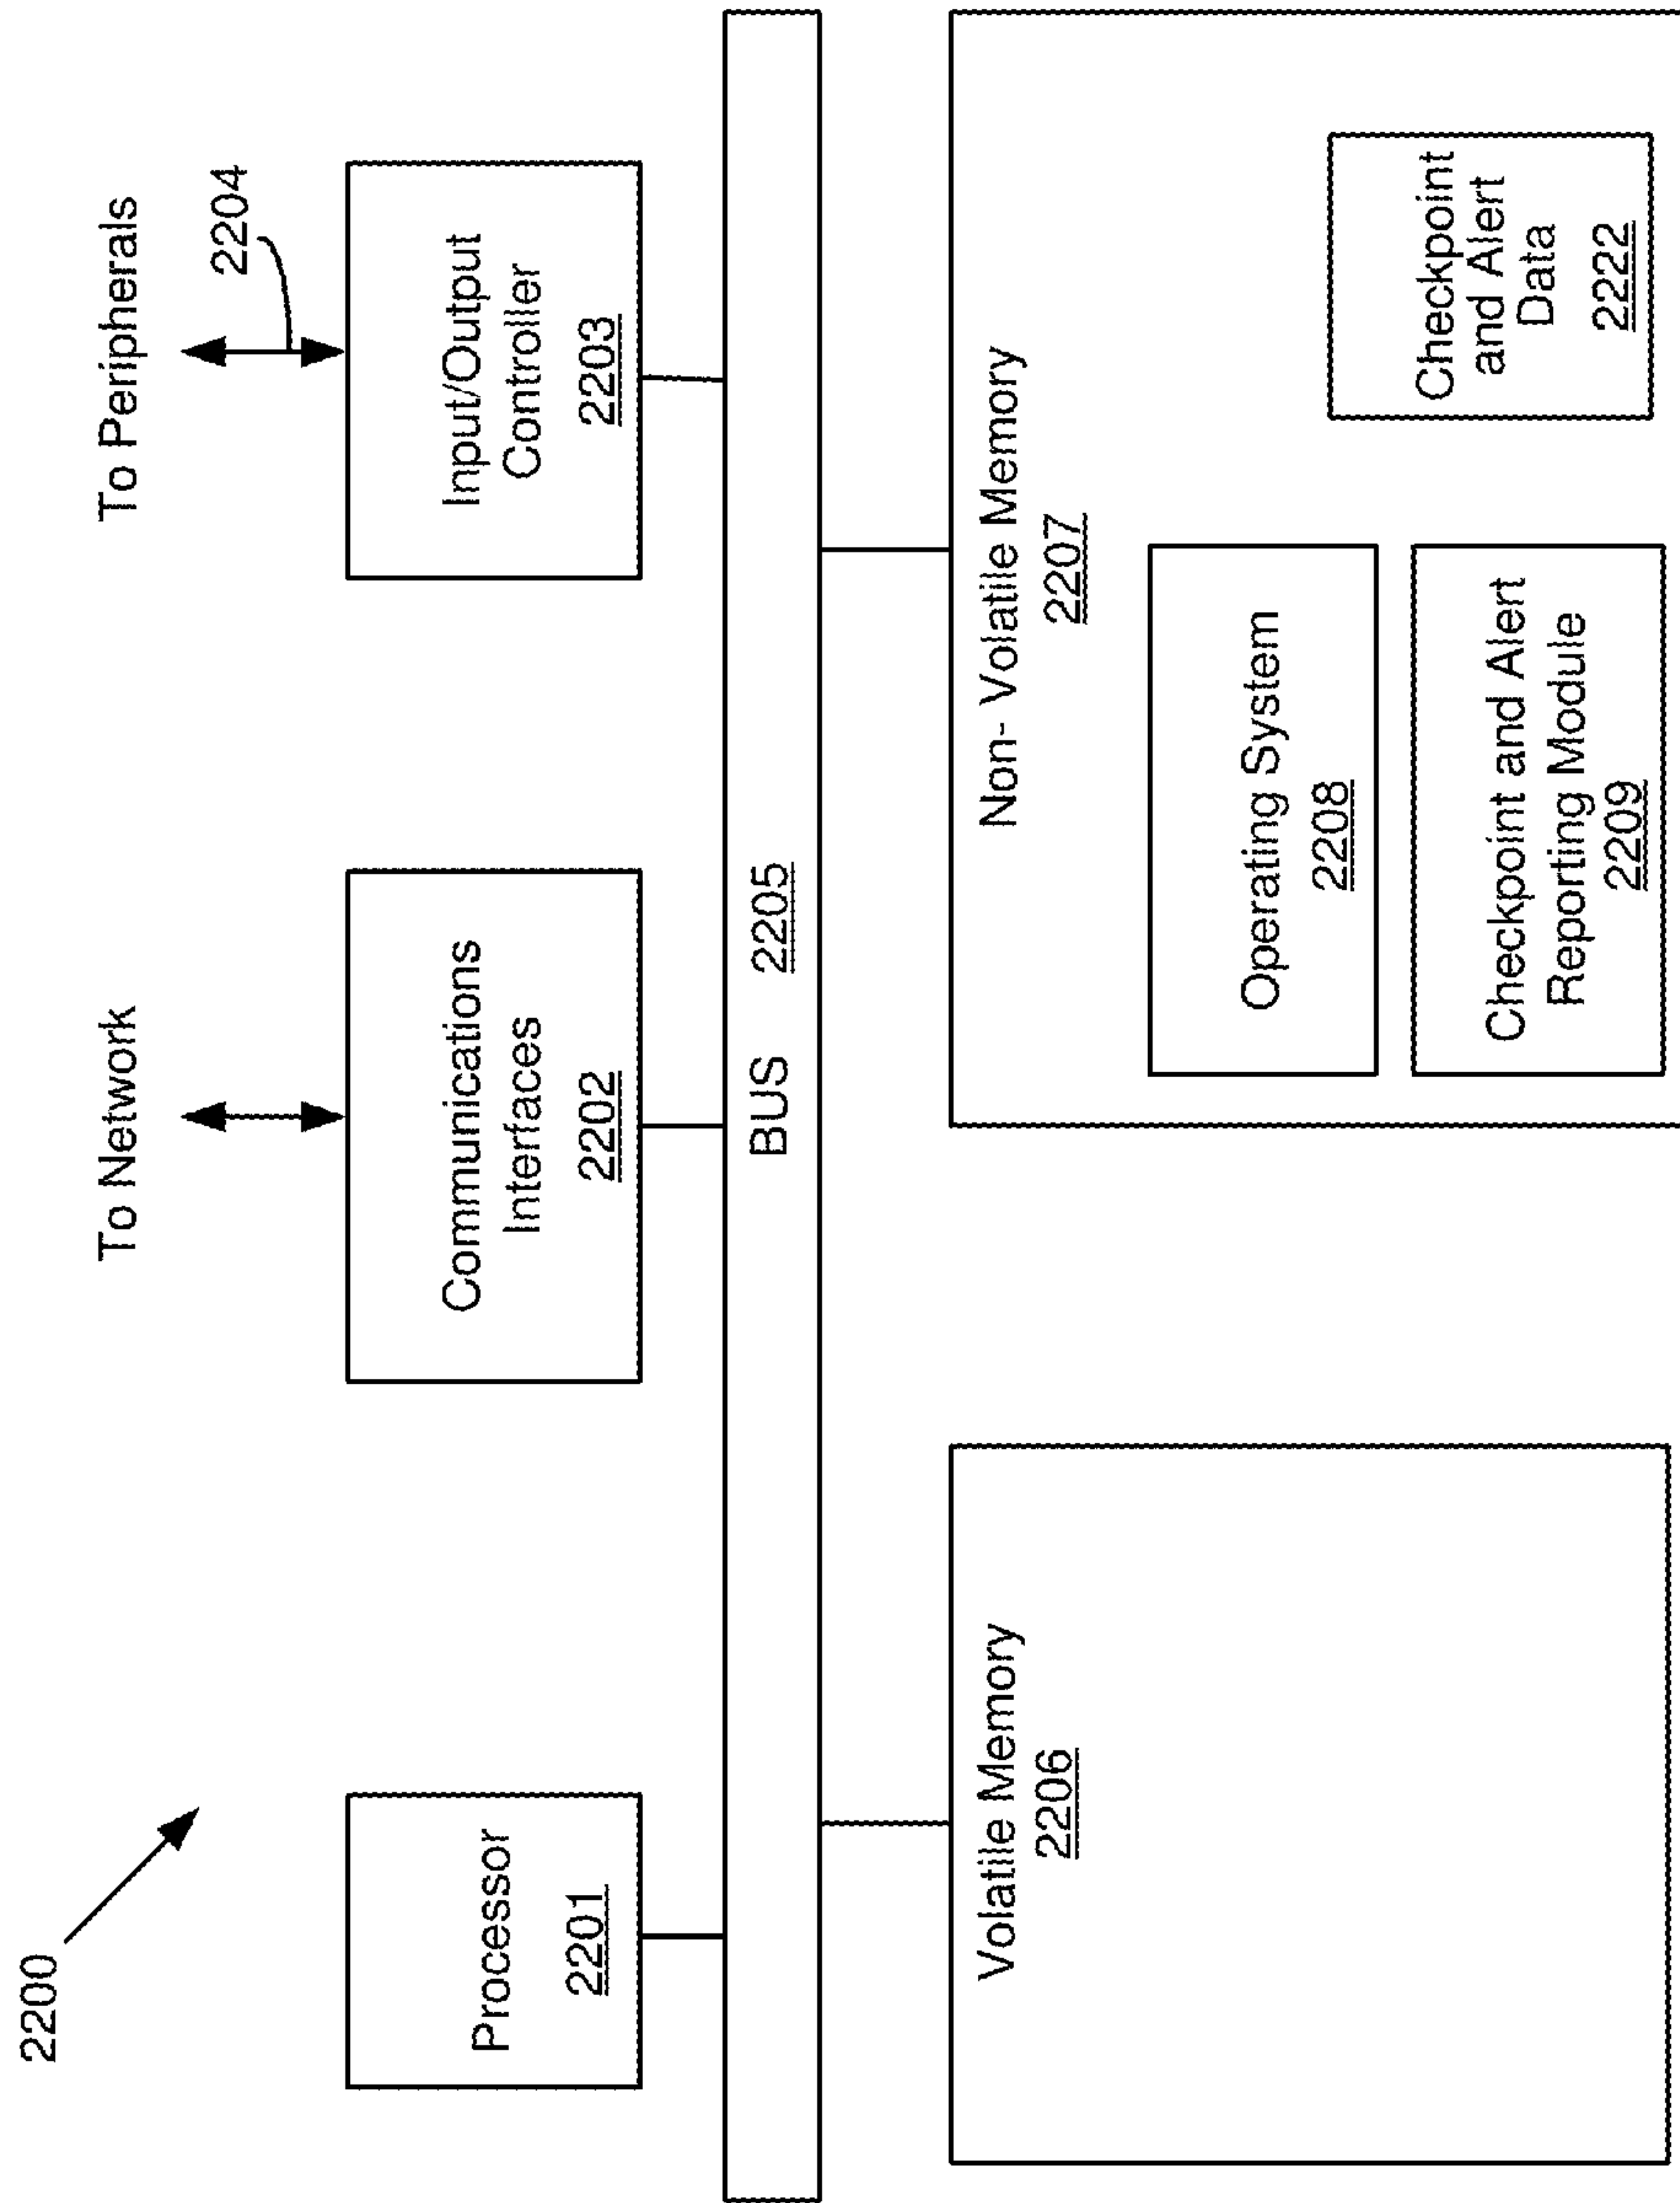 2200
To Network
To Peripherals
2204
Processor
2201
Communications
Interfaces
2202
Input/Output
Controller
2203
BUS 2205
Volatile Memory
2206
Non- Volatile Memory
2207
Operating System
2208
Checkpoint and Alert
Reporting Module
2209
Checkpoint
and Alert
Data
2222